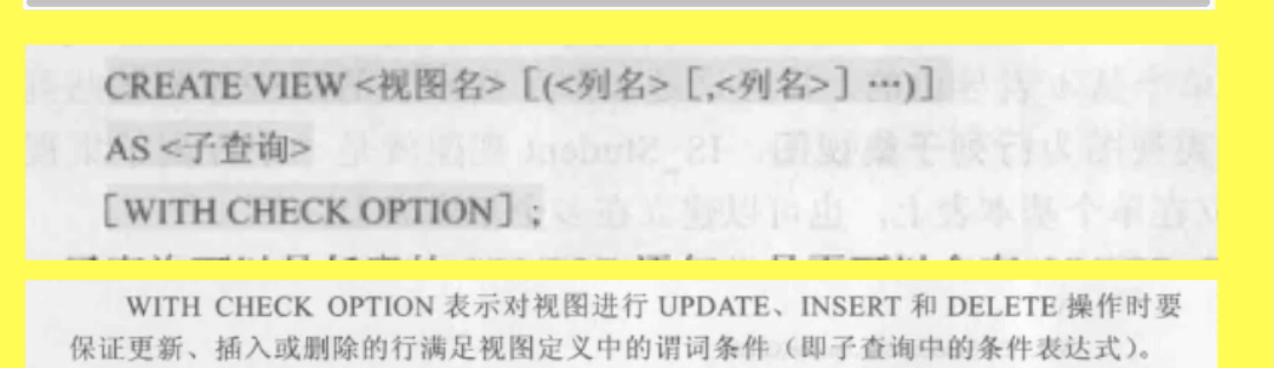 CREATE VIEW <视图名> [(<列名> [,<列名>] …)]
AS <子查询>
[WITH CHECK OPTION];
WITH CHECK OPTION 表示对视图进行 UPDATE、INSERT 和 DELETE 操作时要
保证更新、插入或删除的行满足视图定义中的谓词条件（即子查询中的条件表达式）。